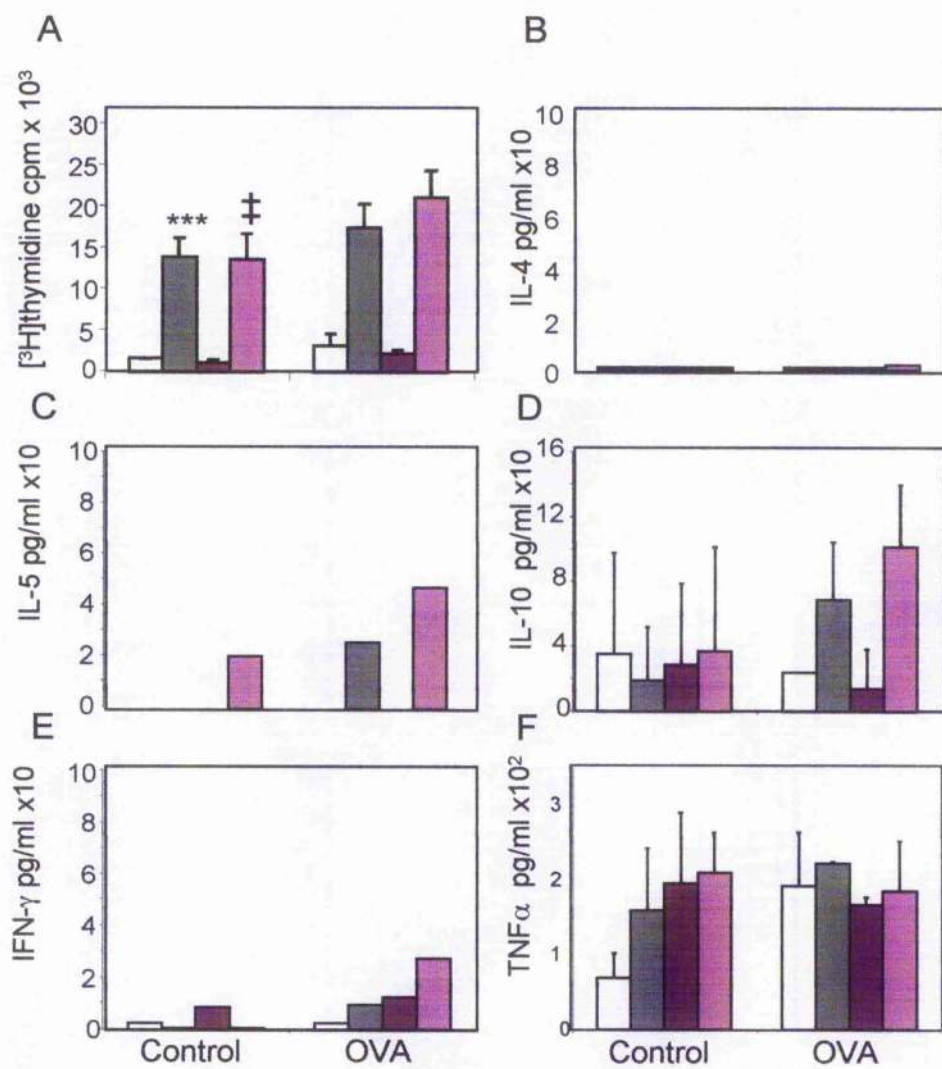 A
[³H]thymidine cpm x 10³
30
25
20
15
10
5
0
***
‡
B
IL-4 pg/ml x10
10
8
6
4
2
0
C
IL-5 pg/ml x10
10
8
6
4
2
0
D
IL-10 pg/ml x10
16
12
8
4
0
E
IFN-γ pg/ml x10
10
8
6
4
2
0
Control OVA
F
TNFα pg/ml x10²
3
2
1
0
Control OVA